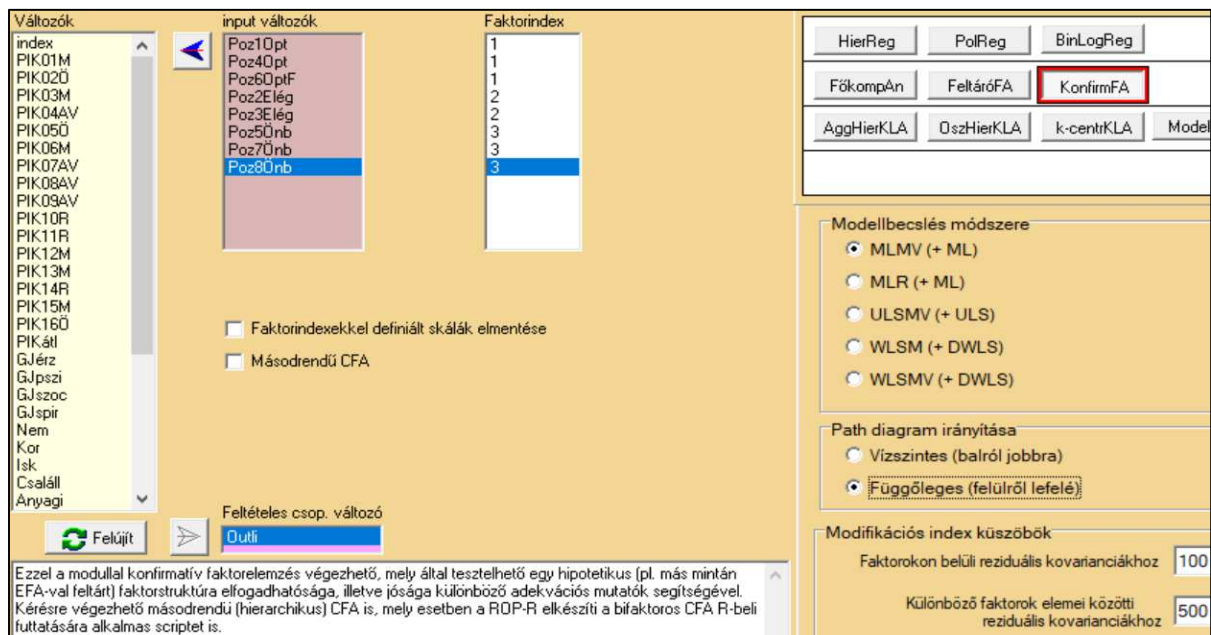 Változók
index
PIK01M
PIK02Ö
PIK03M
PIK04AV
PIK05Ö
PIK06M
PIK07AV
PIK08AV
PIK09AV
PIK10R
PIK11R
PIK12M
PIK13M
PIK14R
PIK15M
PIK16Ö
PIKátl
GJérz
GJpszi
GJszoc
GJspir
Nem
Kor
Isk
Családl
Anyagi
Felújít
input változók
Poz1Opt
Poz4Opt
Poz6OptF
Poz2Elég
Poz3Elég
Poz5Önb
Poz7Önb
Poz8Önb
Faktorindex
1
1
1
2
2
3
3
3
Faktorindexekkel definiált skálák elmentése
Másodrendű CFA
Feltételes csop. változó
Outli
Ezzel a modullal konfirmatív faktorelemzés végezhető, mely által tesztelhető egy hipotetikus (pl. más mintán
EFA-val feltárt) faktorstruktúra elfogadhatósága, illetve jósága különböző adekvációs mutatók segítségével.
Kérésre végezhető másodrendű (hierarchikus) CFA is, mely esetben a ROP-R elkészíti a bifaktoros CFA R-beli
futtatására alkalmas scriptet is.
HierReg PolReg BinLogReg
FőkompAn FeltáróFA KonfirmFA
AggHierKLA OszHierKLA k-centrKLA Model
Modellbecslés módszere
MLMV (+ ML)
MLR (+ ML)
ULSMV (+ ULS)
WLSM (+ DWLS)
WLSMV (+ DWLS)
Path diagram irányítása
Vízszintes (balról jobbra)
Függőleges (felülről lefelé)
Modifikációs index küszöbök
Faktorokon belüli reziduális kovarianciákhoz 100
Különböző faktorok elemei közötti
reziduális kovarianciákhoz 500